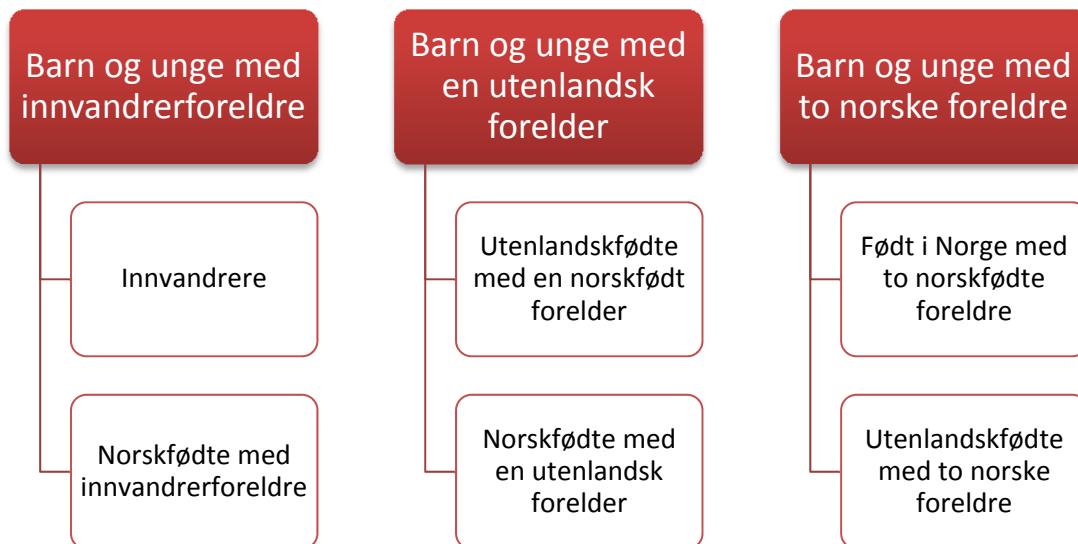 Barn og unge med
innvandrerforeldre
Innvandrere
Norskfødte med
innvandrerforeldre
Barn og unge med
en utenlandsk
forelder
Utenlandskfødte
med en norskfødt
forelder
Norskfødte med
en utenlandsk
forelder
Barn og unge med
to norske foreldre
Født i Norge med
to norskfødte
foreldre
Utenlandskfødte
med to norske
foreldre